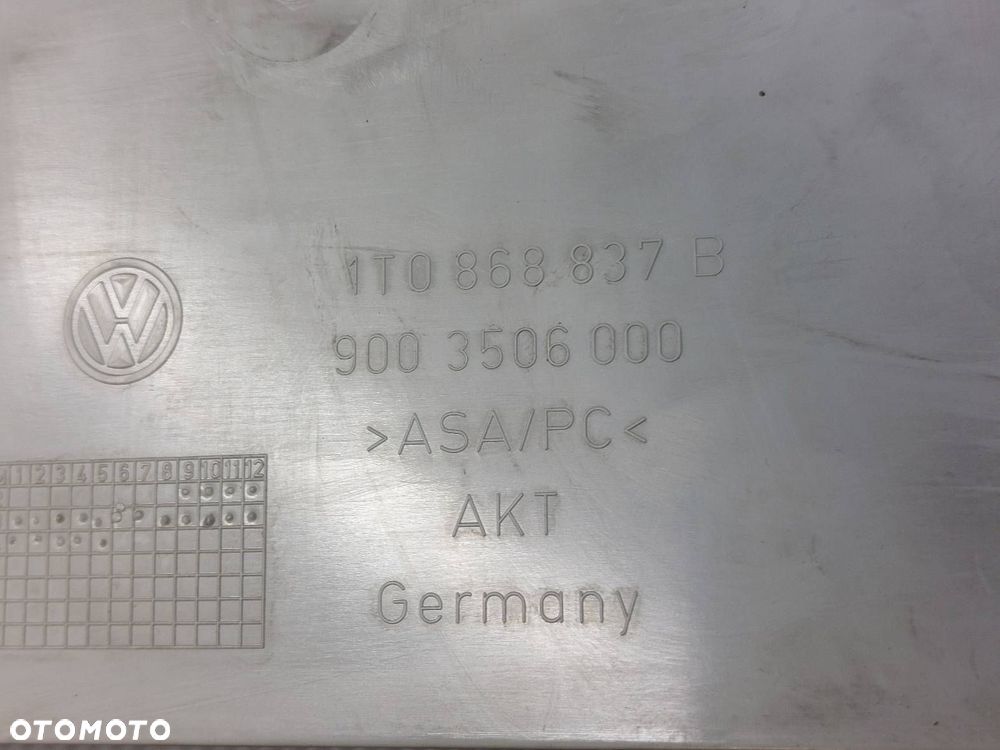 1T0 868 837 B
900 3506 000
>ASA/PC<
AKT
Germany
1 2 3 4 5 6 7 8 9 10 11 12
OTOMOTO